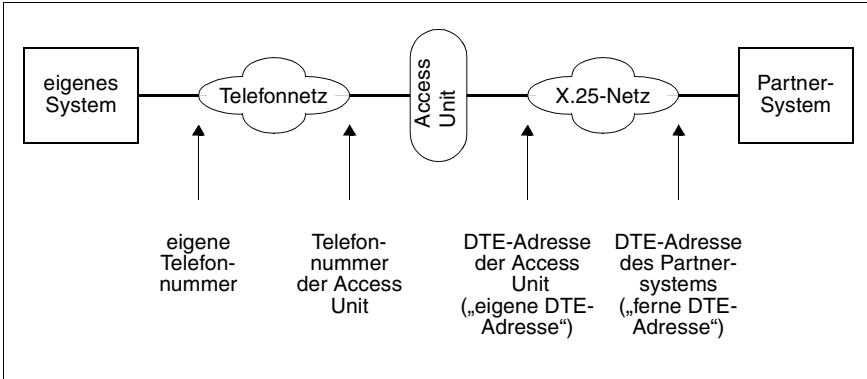 eigenes
System
Telefonnetz
Access
Unit
X.25-Netz
Partner-
System
eigene
Telefon-
nummer
Telefon-
nummer
der Access
Unit
DTE-Adresse
der Access
Unit
(„eigene DTE-
Adresse“)
DTE-Adresse
des Partner-
systems
(„ferne DTE-
Adresse“)